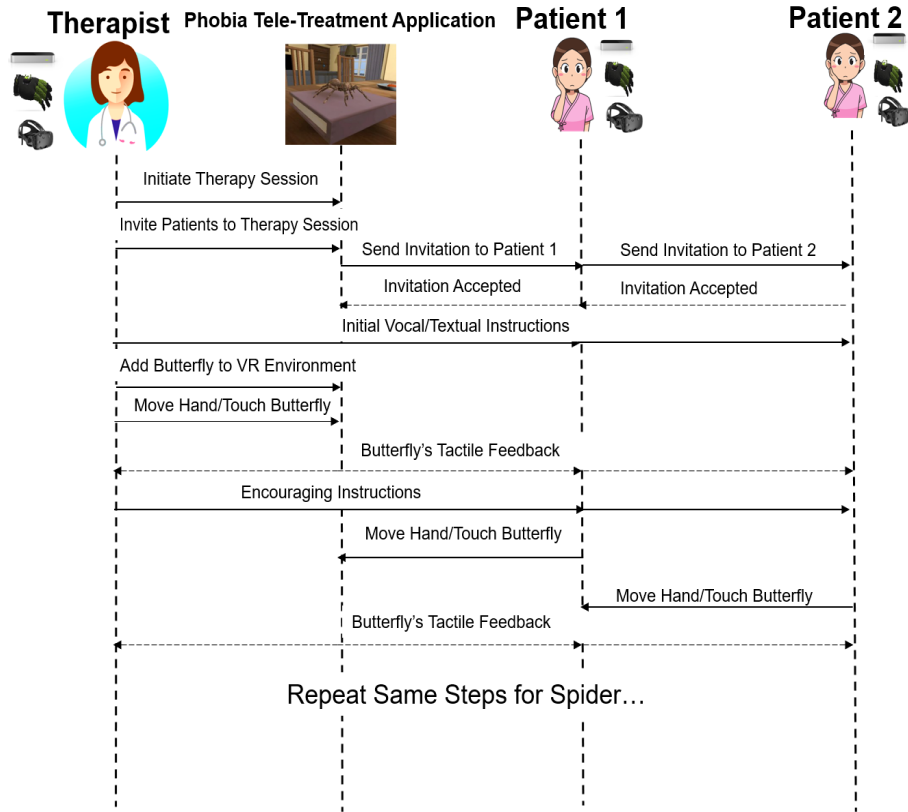 Therapist
Phobia Tele-Treatment Application
Patient 1
Patient 2
Initiate Therapy Session
Invite Patients to Therapy Session
Send Invitation to Patient 1
Send Invitation to Patient 2
Invitation Accepted
Invitation Accepted
Initial Vocal/Textual Instructions
Add Butterfly to VR Environment
Move Hand/Touch Butterfly
Butterfly's Tactile Feedback
Encouraging Instructions
Move Hand/Touch Butterfly
Move Hand/Touch Butterfly
Butterfly's Tactile Feedback
Repeat Same Steps for Spider…